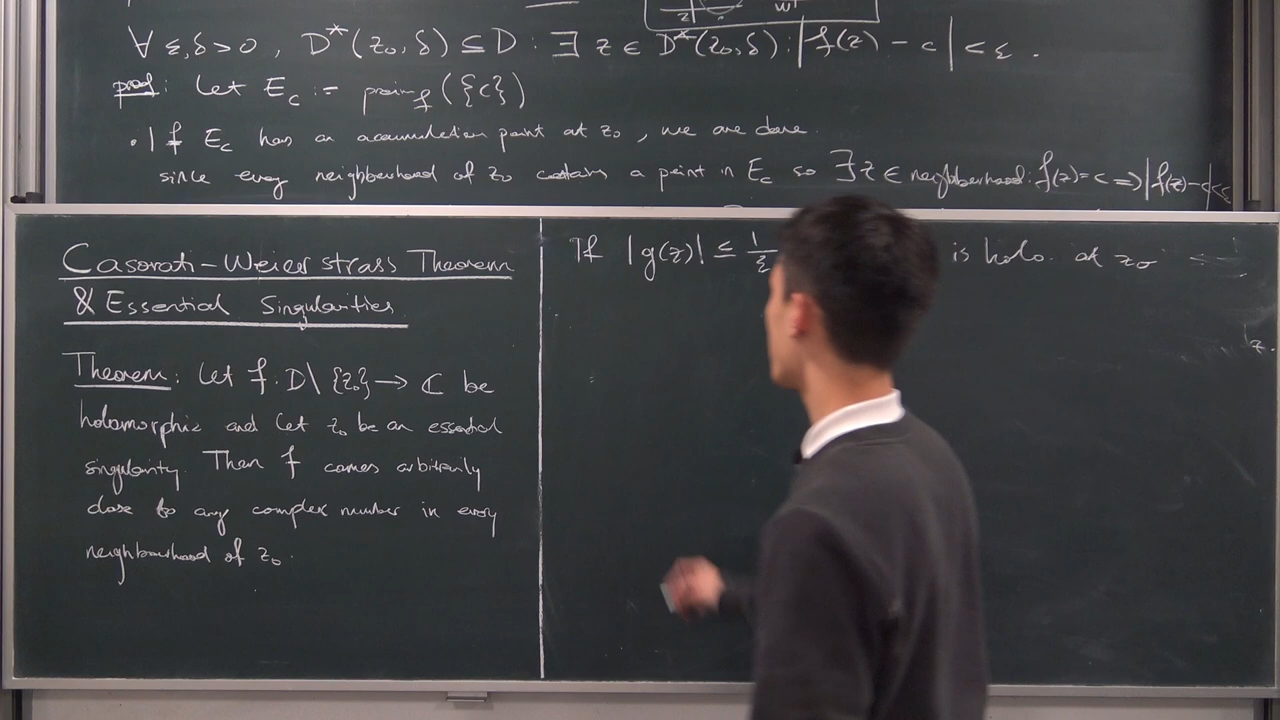 ∀ ε,δ > 0 , D*(z₀, δ) ⊆ D : ∃ z ∈ D*(z₀, δ) : |f(z) - c| < ε .
proof: Let E_c := preim_f ({c})
• If E_c has an accumulation point at z₀ , we are done.
since every neighbourhood of z₀ contains a point in E_c so ∃ z ∈ neighbourhood: f(z) = c ⟹ |f(z) - c| < ε
Casorati-Weierstrass Theorem
& Essential Singularities
Theorem: Let f: D\{z₀} → ℂ be
holomorphic and let z₀ be an essential
singularity. Then f comes arbitrarily
close to any complex number in every
neighbourhood of z₀.
If |g(z)| ≤ 1/ε is holo. at z₀